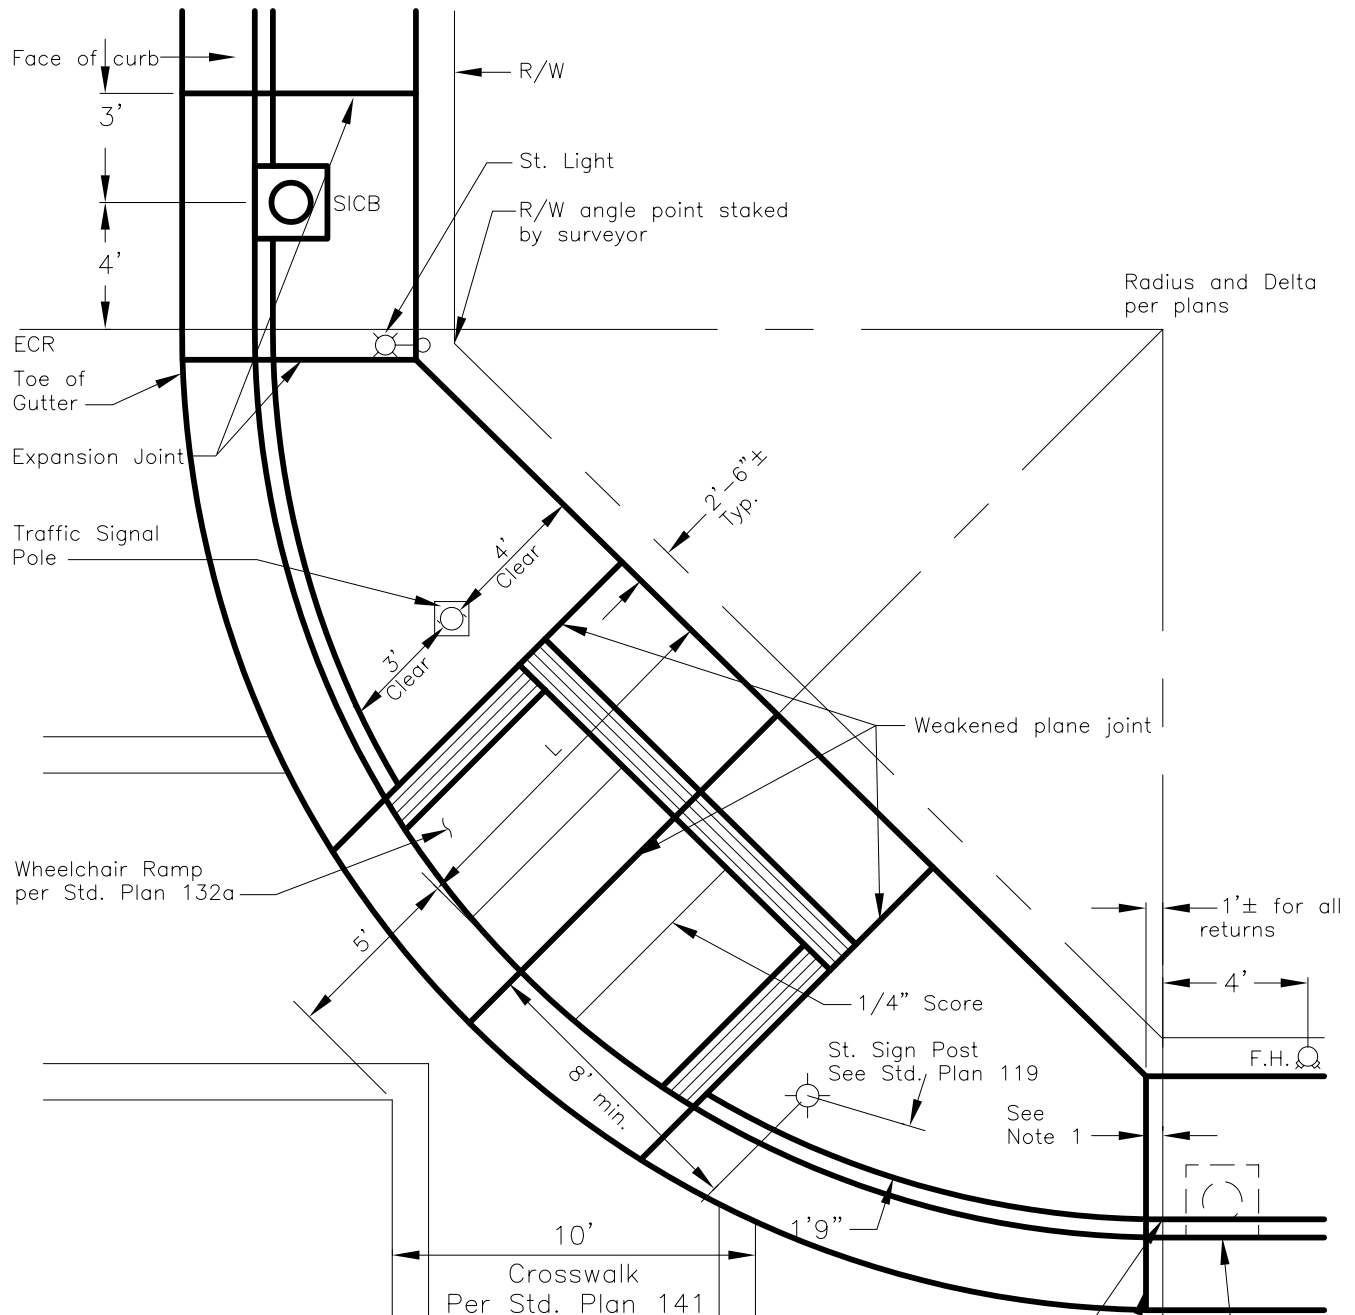 Face of curb
R/W
3'
St. Light
SICB
R/W angle point staked
by surveyor
4'
Radius and Delta
per plans
ECR
Toe of
Gutter
Expansion Joint
2'-6"±
Typ.
Traffic Signal
Pole
4'
Clear
3'
Clear
Weakened plane joint
L
Wheelchair Ramp
per Std. Plan 132a
1'± for all
returns
5'
4'
1/4" Score
St. Sign Post
See Std. Plan 119
F.H.
8' min.
See
Note 1
1'9"
10'
Crosswalk
Per Std. Plan 141